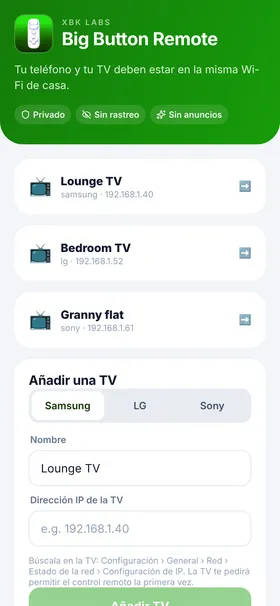 XBK LABS
Big Button Remote
Tu teléfono y tu TV deben estar en la misma Wi-
Fi de casa.
Privado
Sin rastreo
Sin anuncios
Lounge TV
samsung · 192.168.1.40
Bedroom TV
lg · 192.168.1.52
Granny flat
sony · 192.168.1.61
Añadir una TV
Samsung
LG
Sony
Nombre
Lounge TV
Dirección IP de la TV
e.g. 192.168.1.40
Búscala en la TV: Configuración › General › Red ›
Estado de la red › Configuración de IP. La TV te pedirá
permitir el control remoto la primera vez.
Añadir TV